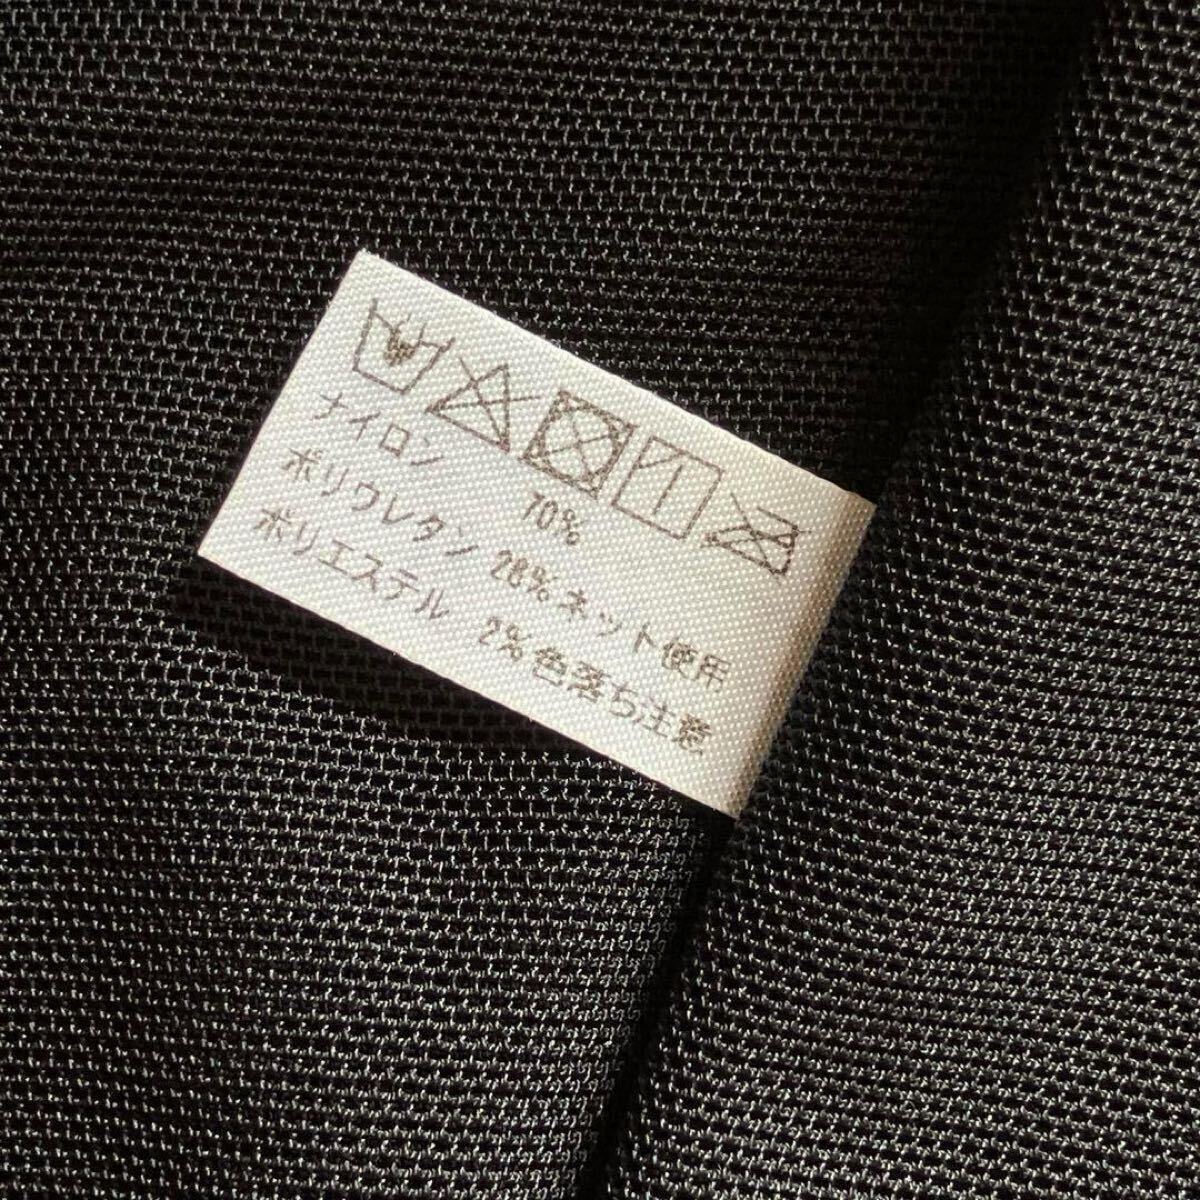 ナイロン 70%
ポリウレタン 28%ネット使用
ポリエステル 2%色落ち注意